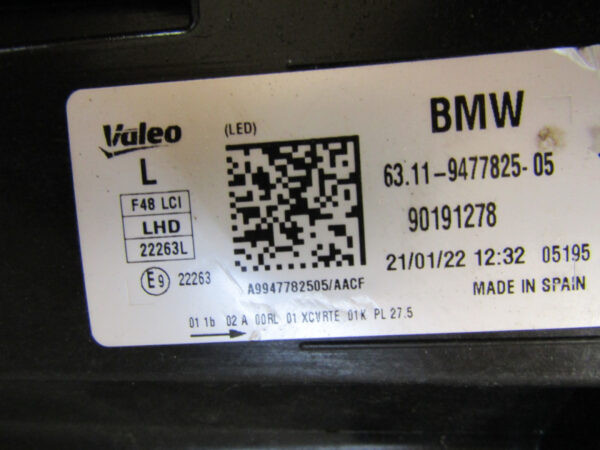 Valeo
(LED)
BMW
L
63.11-9477825-05
F48 LCI
LHD
22263L
90191278
E9 22263
21/01/22 12:32 05195
A9947782505/AACF
MADE IN SPAIN
01 1b 02 A 00RL 01 XCVRTE 01K PL 27.5